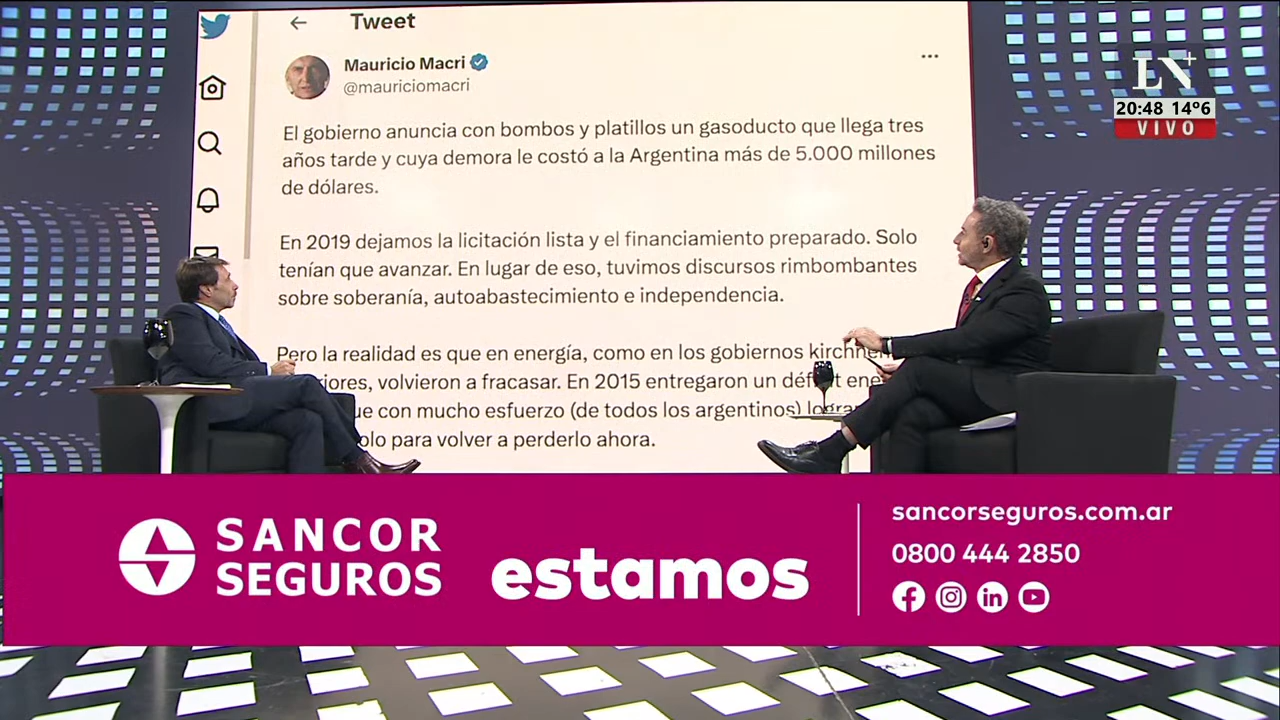 Tweet
Mauricio Macri
@mauriciomacri
El gobierno anuncia con bombos y platillos un gasoducto que llega tres
años tarde y cuya demora le costó a la Argentina más de 5.000 millones
de dólares.
En 2019 dejamos la licitación lista y el financiamiento preparado. Solo
tenían que avanzar. En lugar de eso, tuvimos discursos rimbombantes
sobre soberanía, autoabastecimiento e independencia.
Pero la realidad es que en energía, como en los gobiernos
volvieron a fracasar. En 2015 entregaron un
con mucho esfuerzo (de todos los argentinos)
para volver a perderlo ahora.
LN+
20:48 14°6
VIVO
SANCOR
SEGUROS
estamos
sancorseguros.com.ar
0800 444 2850